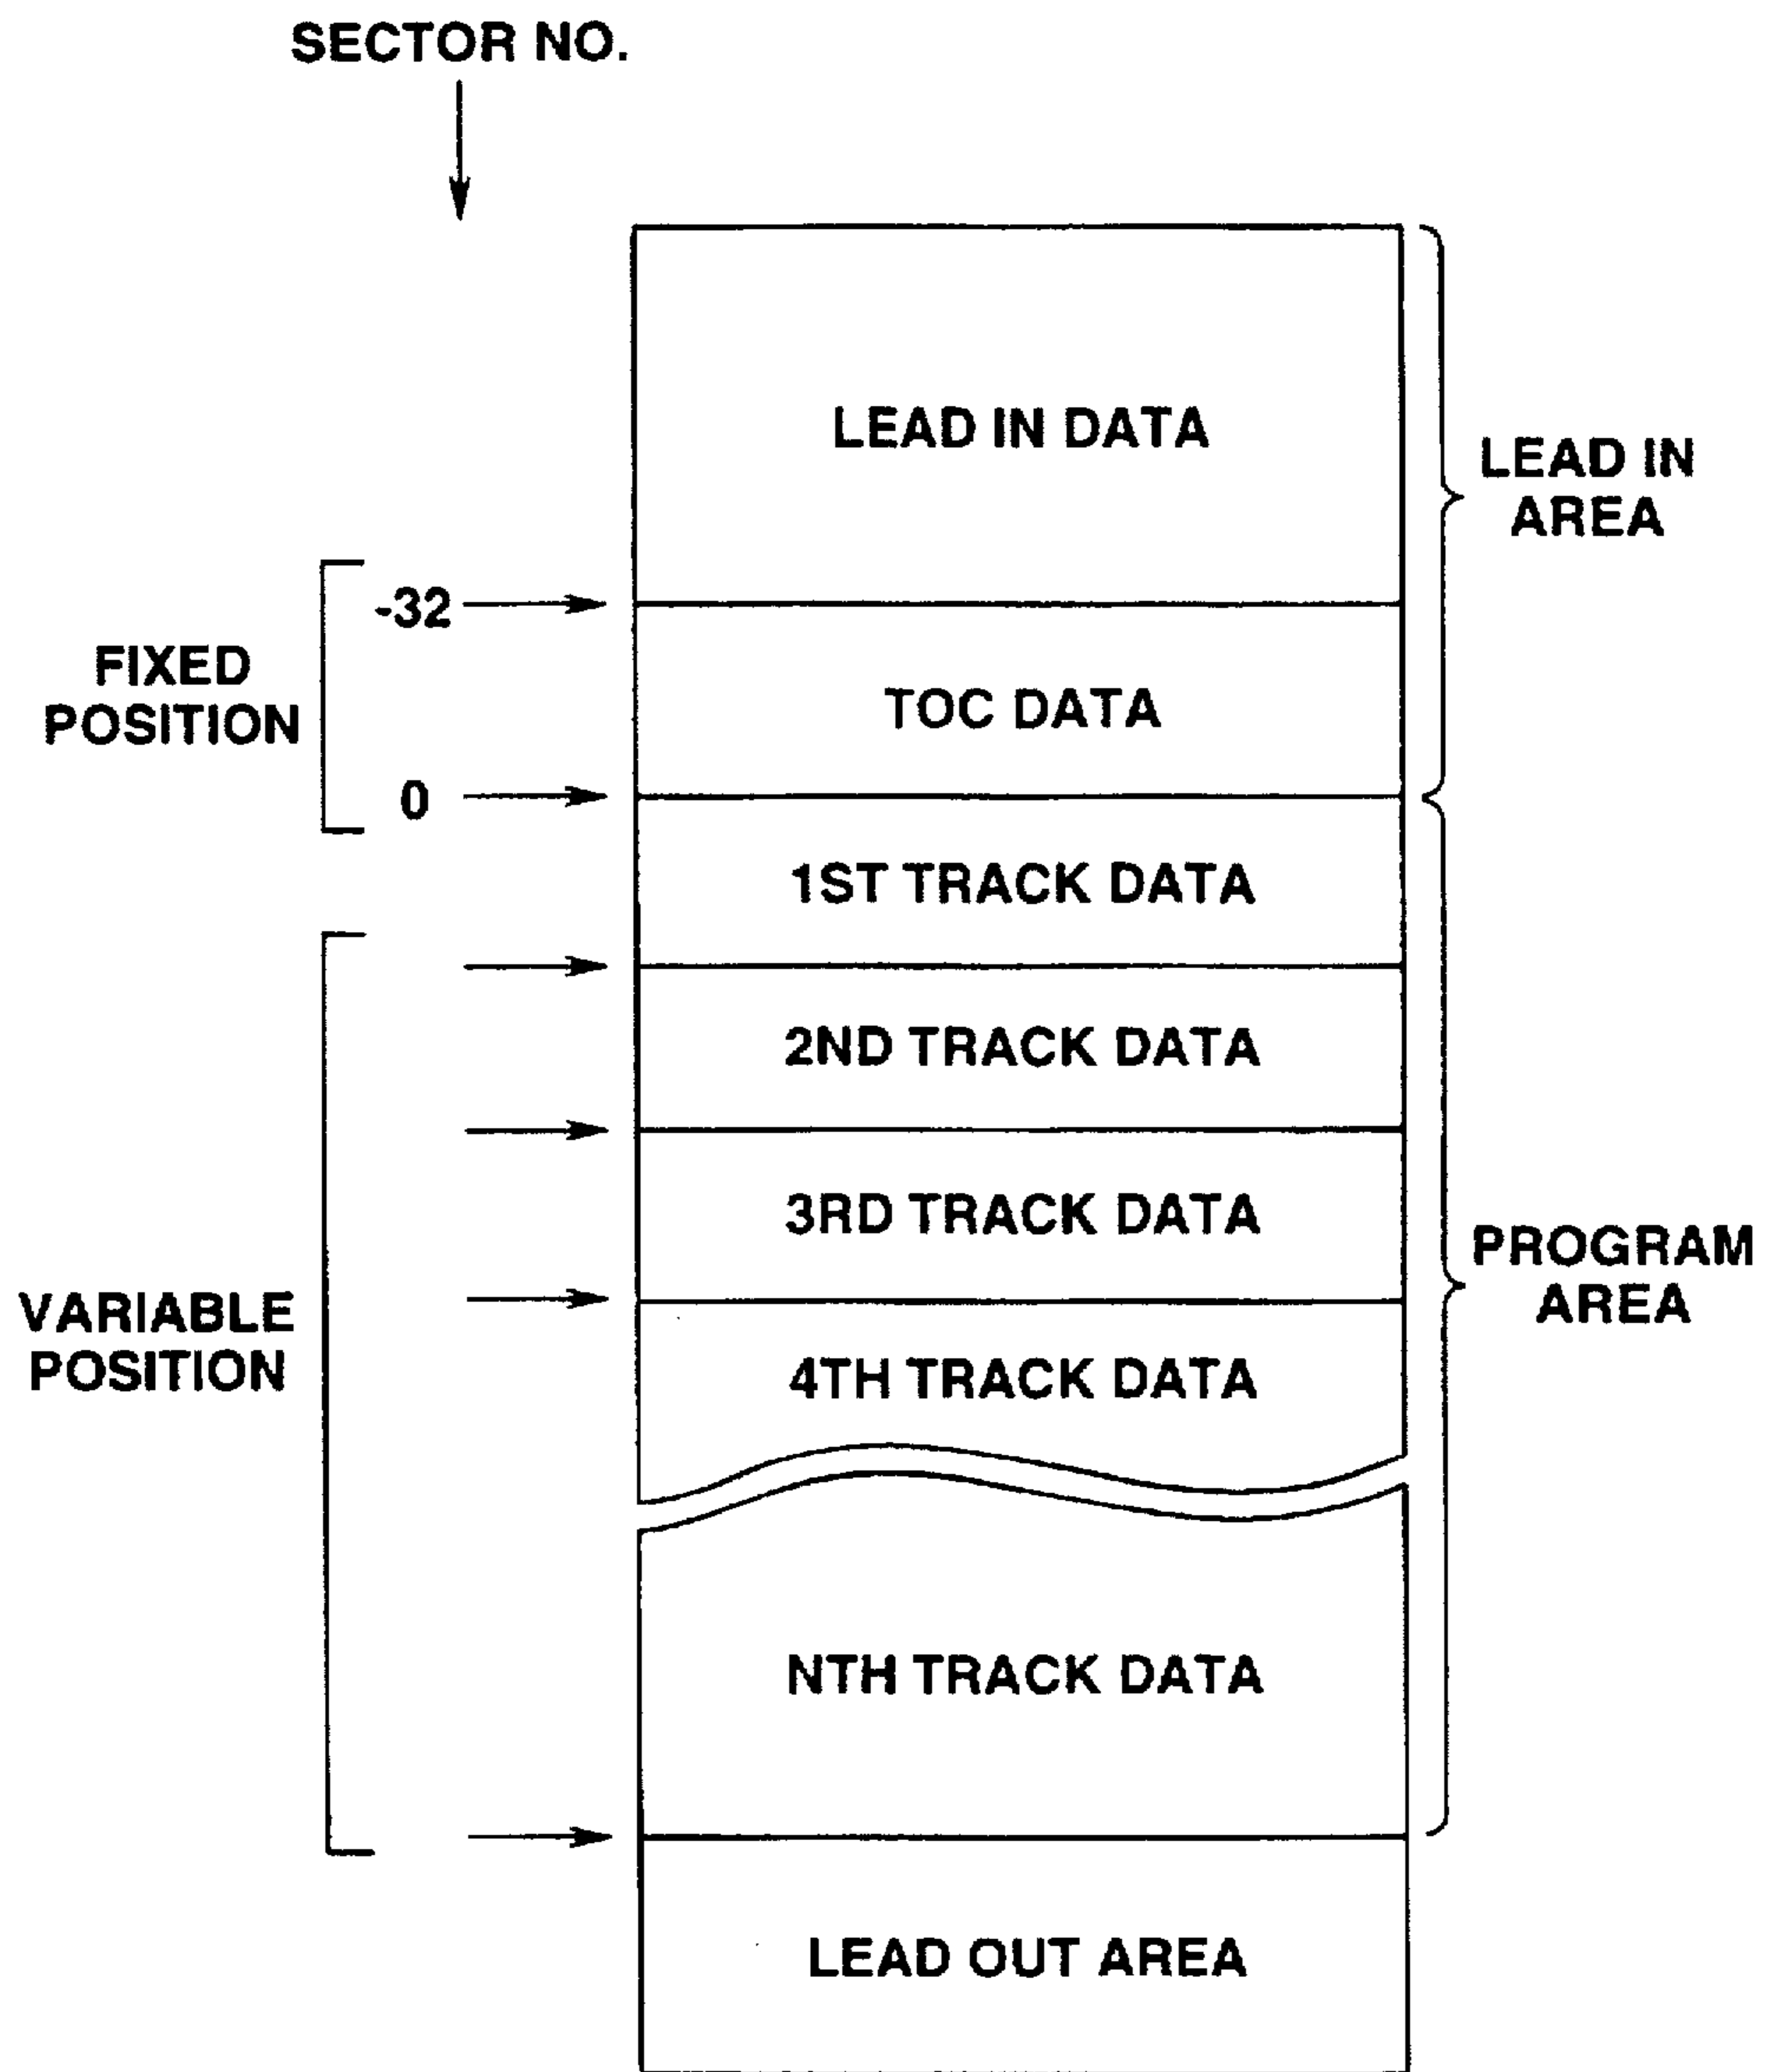 SECTOR NO.
LEAD IN DATA
LEAD IN
AREA
-32
FIXED
POSITION
TOC DATA
0
1ST TRACK DATA
2ND TRACK DATA
3RD TRACK DATA
PROGRAM
AREA
VARIABLE
POSITION
4TH TRACK DATA
NTH TRACK DATA
LEAD OUT AREA